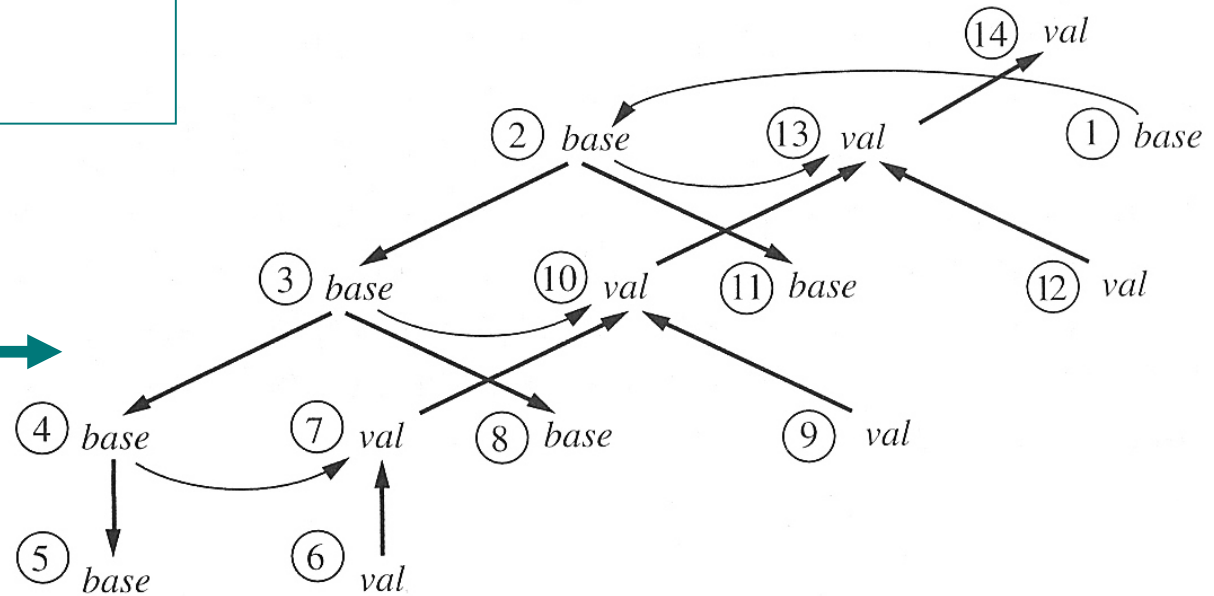 14 val
2 base 13 val 1 base
3 base 10 val 11 base 12 val
4 base 7 val 8 base 9 val
5 base 6 val